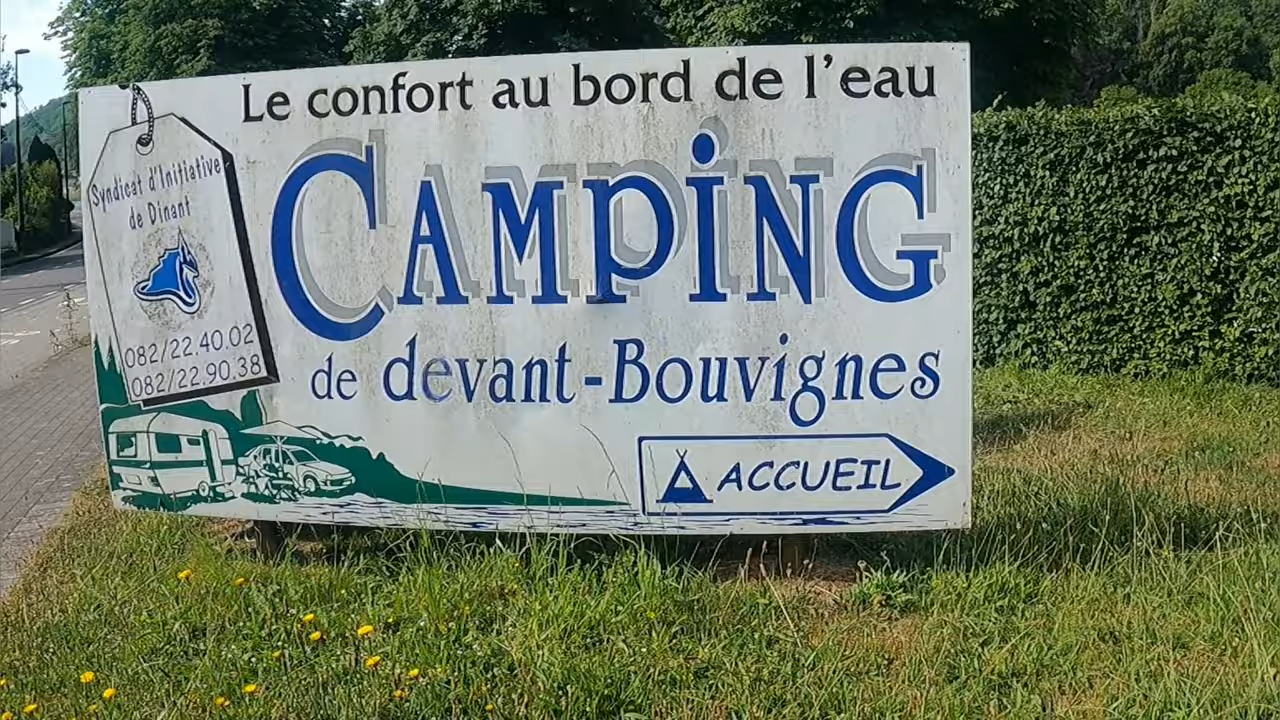 Le confort au bord de l'eau
Syndicat d'Initiative
de Dinant
082/22.40.02
082/22.90.38
CAMPiNG
de devant-Bouvignes
ACCUEIL